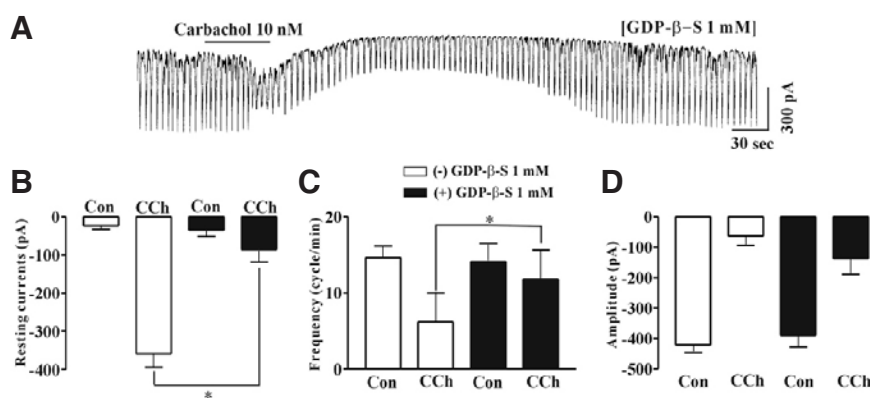 A
Carbachol 10 nM
[GDP-β-S 1 mM]
300 pA
30 sec
(-) GDP-β-S 1 mM
(+) GDP-β-S 1 mM
B
Con CCh Con CCh
Resting currents (pA)
0
-100
-200
-300
-400
*
C
Frequency (cycle/min)
20
10
0
*
Con CCh Con CCh
D
Amplitude (pA)
0
-100
-200
-300
-400
-500
Con CCh Con CCh